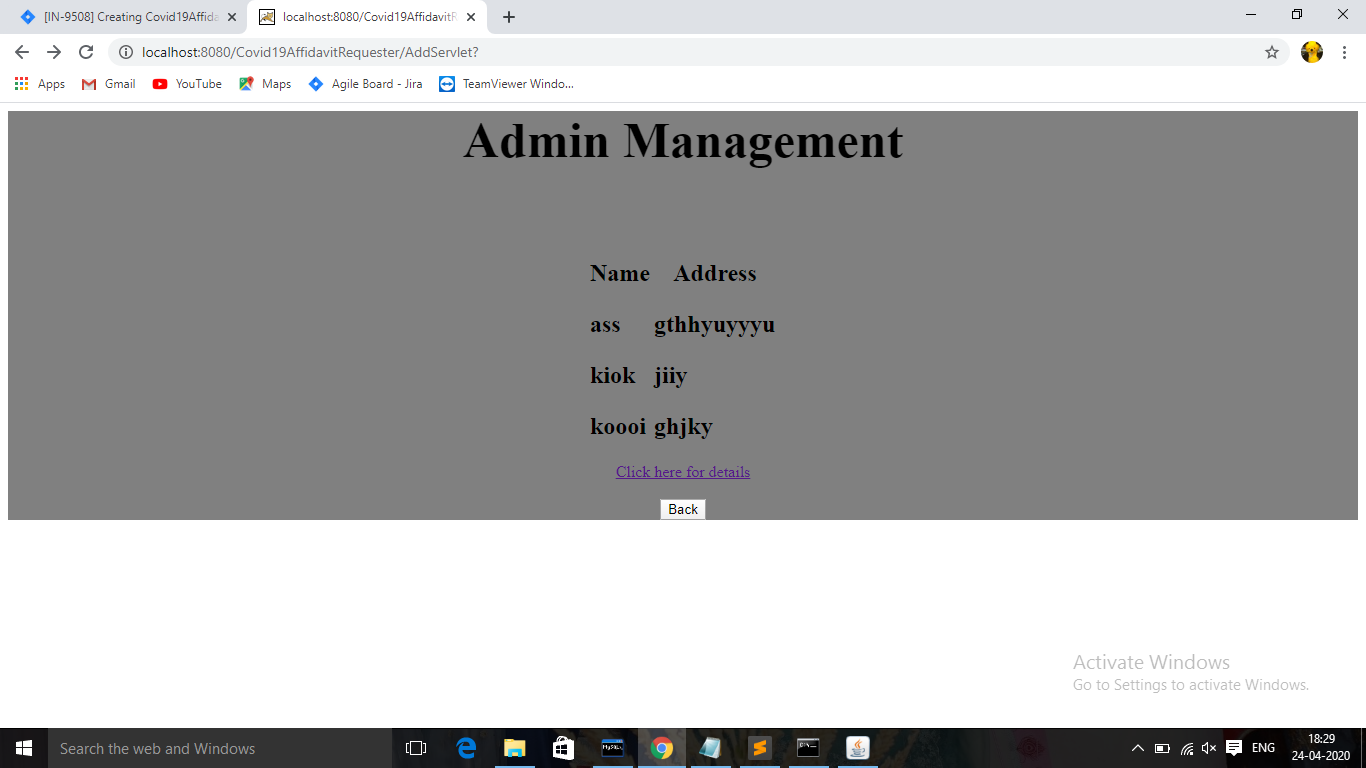 [IN-9508] Creating Covid19Affida
localhost:8080/Covid19AffidavitR
localhost:8080/Covid19AffidavitRequester/AddServlet?
Apps Gmail YouTube Maps Agile Board - Jira TeamViewer Windo...
Admin Management
Name Address
ass gthhyuyyyu
kiok jiiy
koooi ghjky
Click here for details
Back
Activate Windows
Go to Settings to activate Windows.
Search the web and Windows
MySQL
ENG
18:29
24-04-2020